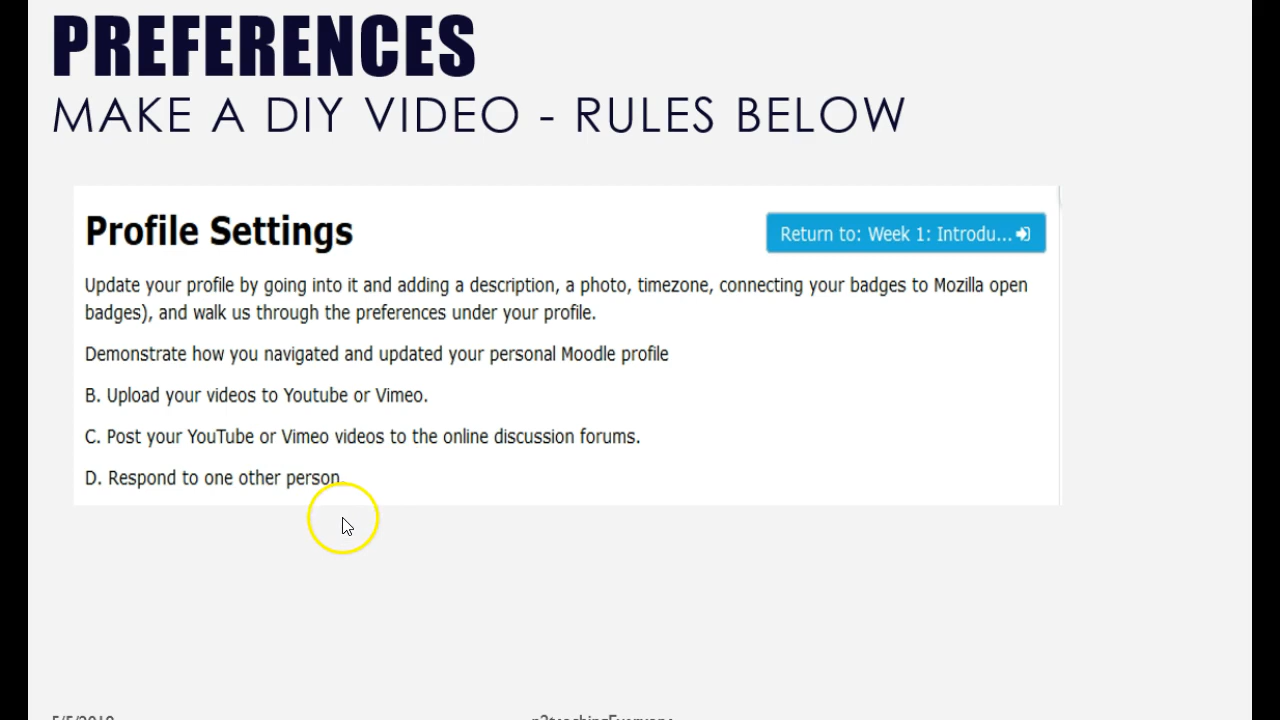 PREFERENCES
MAKE A DIY VIDEO - RULES BELOW
Profile Settings
Return to: Week 1: Introdu...
Update your profile by going into it and adding a description, a photo, timezone, connecting your badges to Mozilla open
badges), and walk us through the preferences under your profile.
Demonstrate how you navigated and updated your personal Moodle profile
B. Upload your videos to Youtube or Vimeo.
C. Post your YouTube or Vimeo videos to the online discussion forums.
D. Respond to one other person.